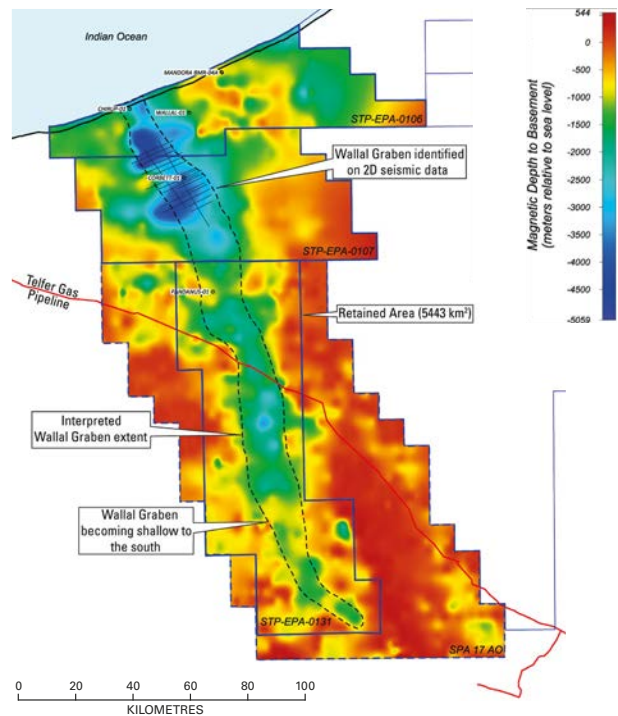 Indian Ocean
MANDORA BMR-04A
CHIRUP-01
WALLAL-01
STP-EPA-0106
Wallal Graben identified
on 2D seismic data
CORBETT-01
STP-EPA-0107
Telfer Gas
Pipeline
PANDANUS-01
Retained Area (5443 km²)
Interpreted
Wallal Graben extent
Wallal Graben
becoming shallow to
the south
STP-EPA-0131
SPA 17 AO
0 20 40 60 80 100
KILOMETRES
Magnetic Depth to Basement
(meters relative to sea level)
544
0
-500
-1000
-1500
-2000
-2500
-3000
-3500
-4000
-4500
-5059